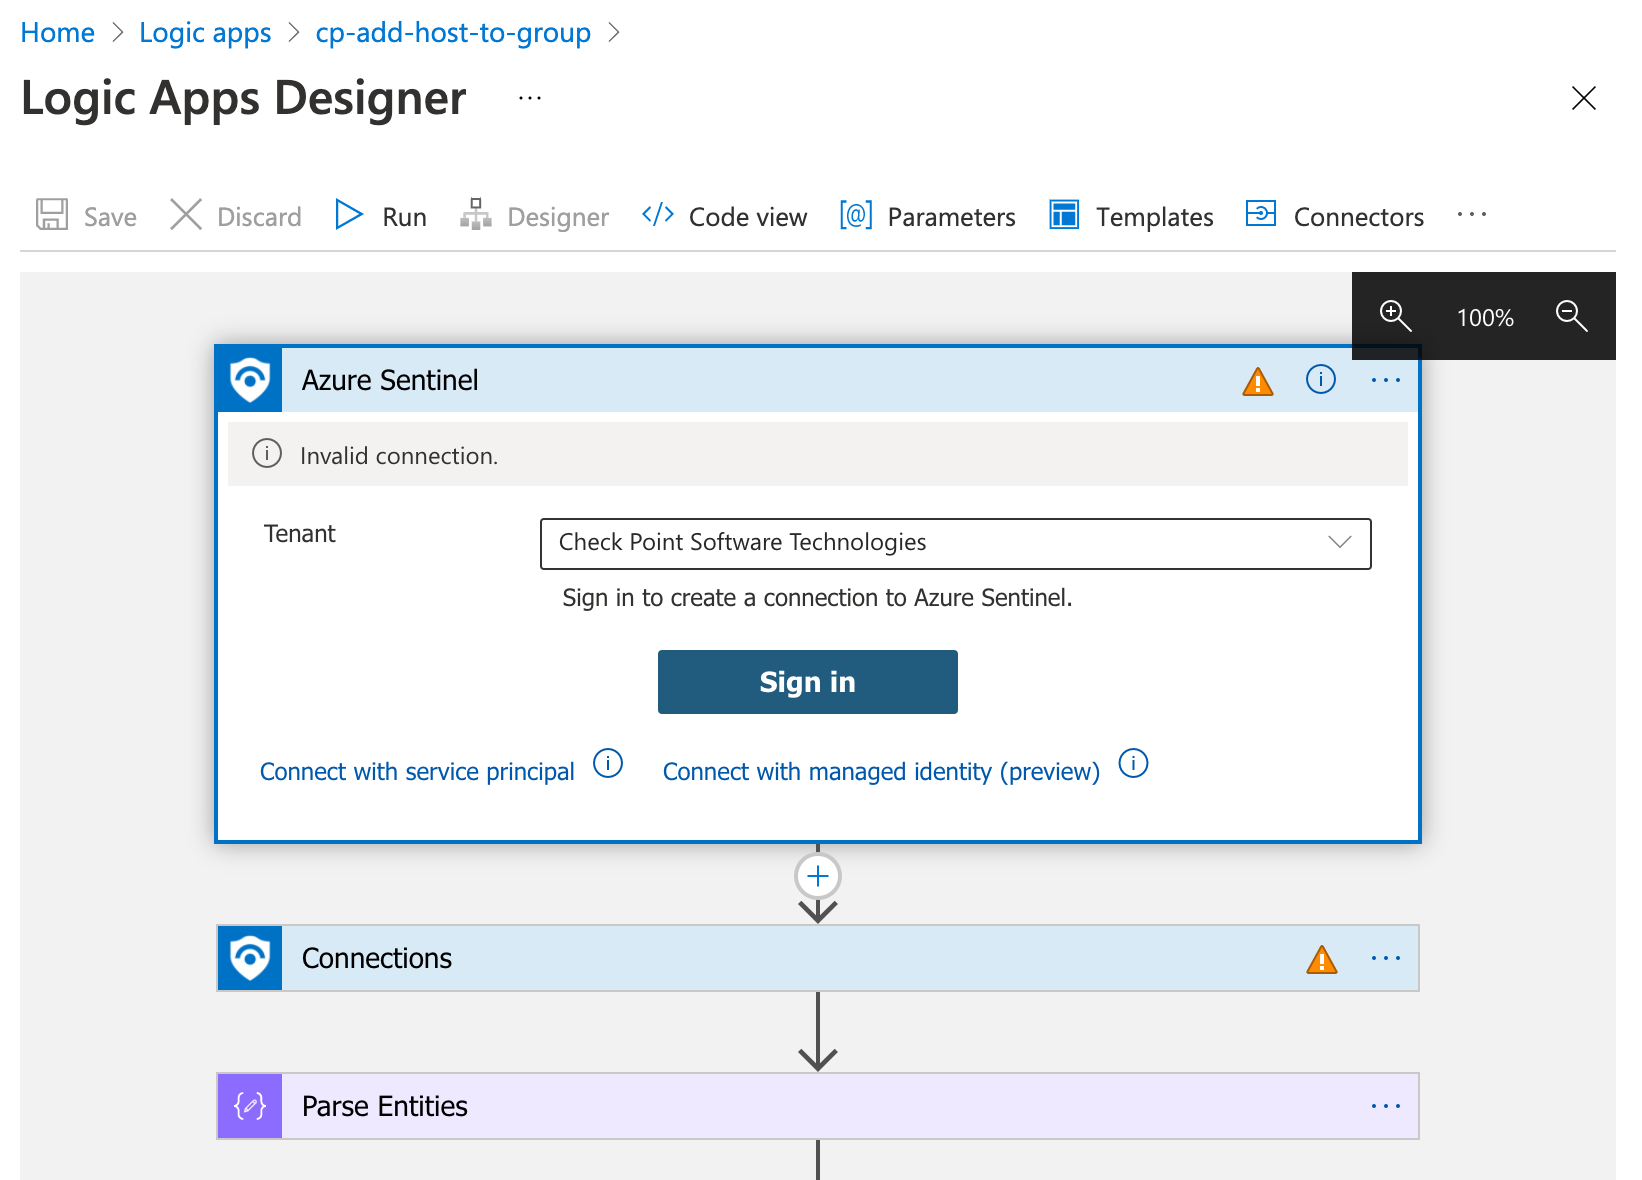 Home > Logic apps > cp-add-host-to-group >
Logic Apps Designer ...
Save Discard Run Designer </> Code view [@] Parameters Templates Connectors ...
100%
Azure Sentinel ...
Invalid connection.
Tenant
Check Point Software Technologies
Sign in to create a connection to Azure Sentinel.
Sign in
Connect with service principal Connect with managed identity (preview)
Connections ...
Parse Entities ...